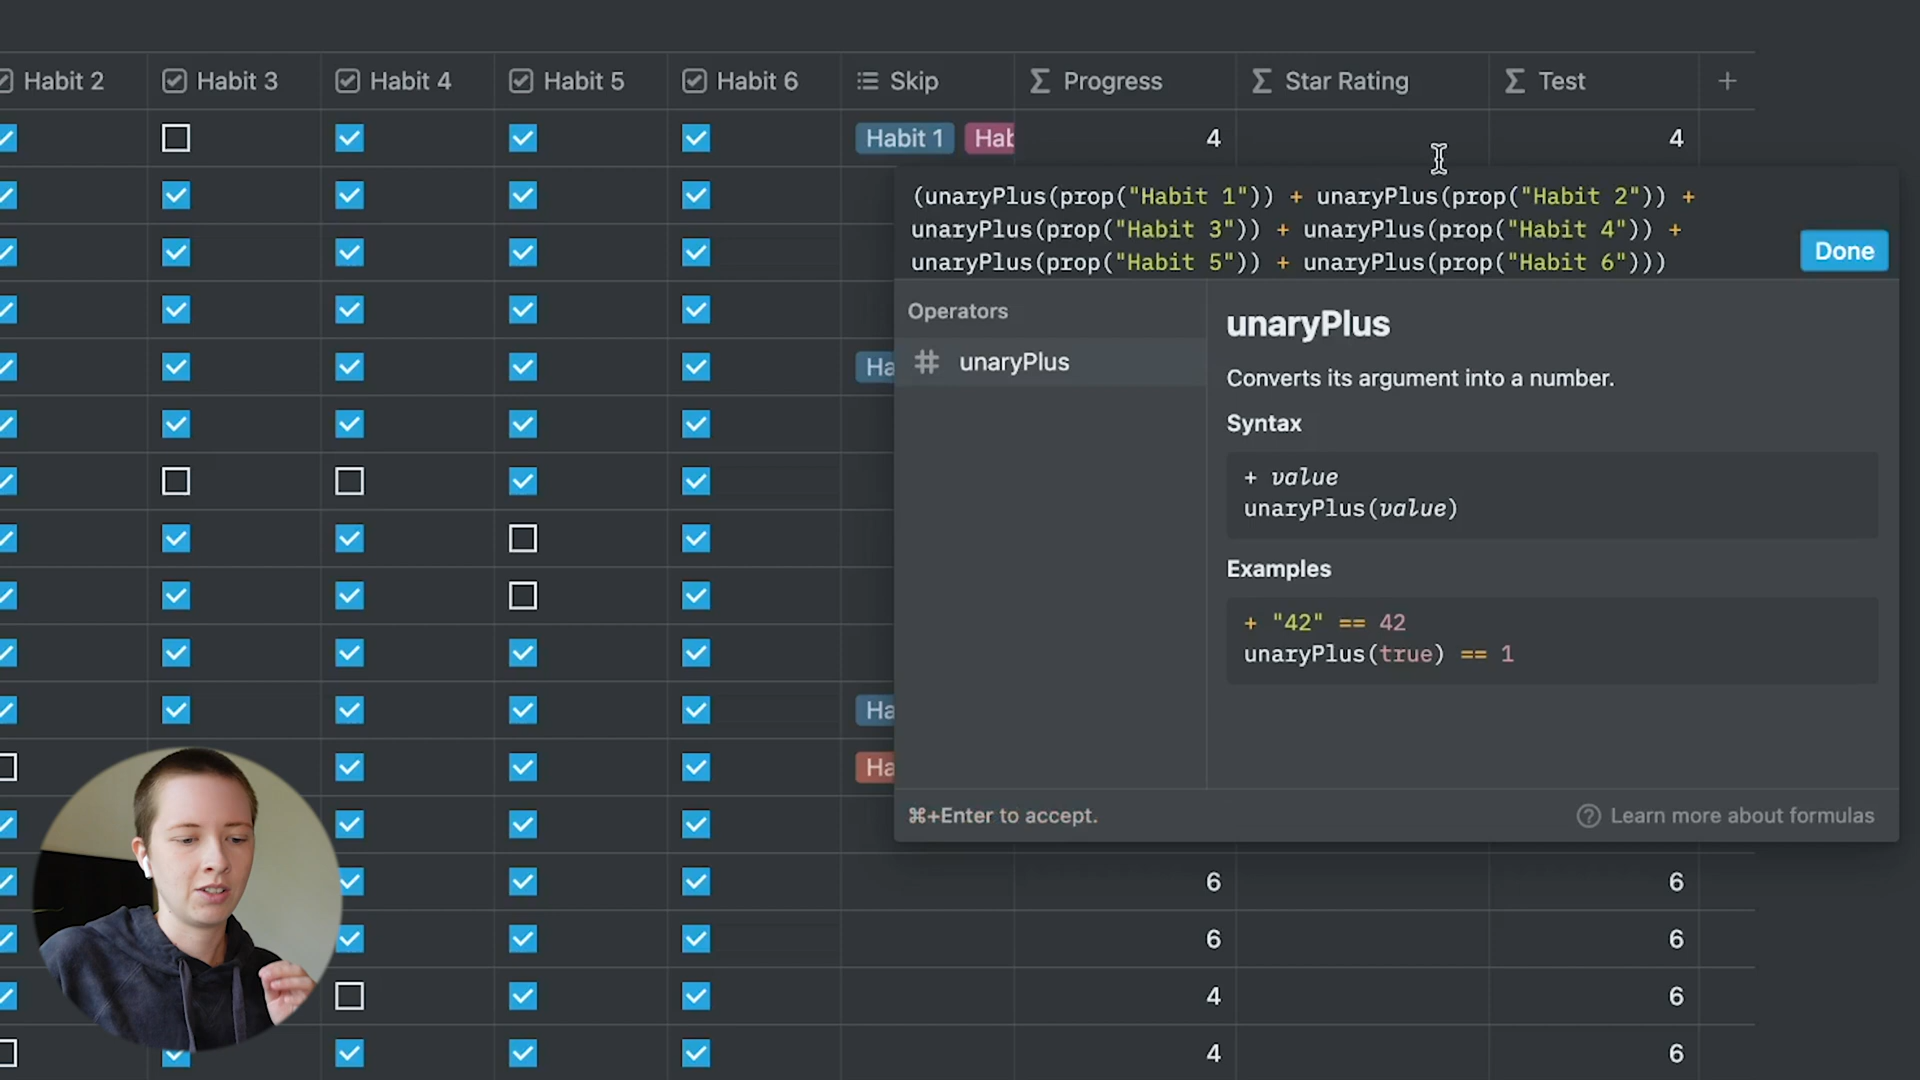 Habit 2 Habit 3 Habit 4 Habit 5 Habit 6 Skip Progress Star Rating Test +
Habit 1 Hab 4 4
(unaryPlus(prop("Habit 1")) + unaryPlus(prop("Habit 2")) +
unaryPlus(prop("Habit 3")) + unaryPlus(prop("Habit 4")) +
unaryPlus(prop("Habit 5")) + unaryPlus(prop("Habit 6")))
Done
Operators
unaryPlus
unaryPlus
Converts its argument into a number.
Syntax
+ value
unaryPlus(value)
Examples
+ "42" == 42
unaryPlus(true) == 1
Ha
Ha
Ha
⌘+Enter to accept.
Learn more about formulas
6 6
6 6
4 6
4 6